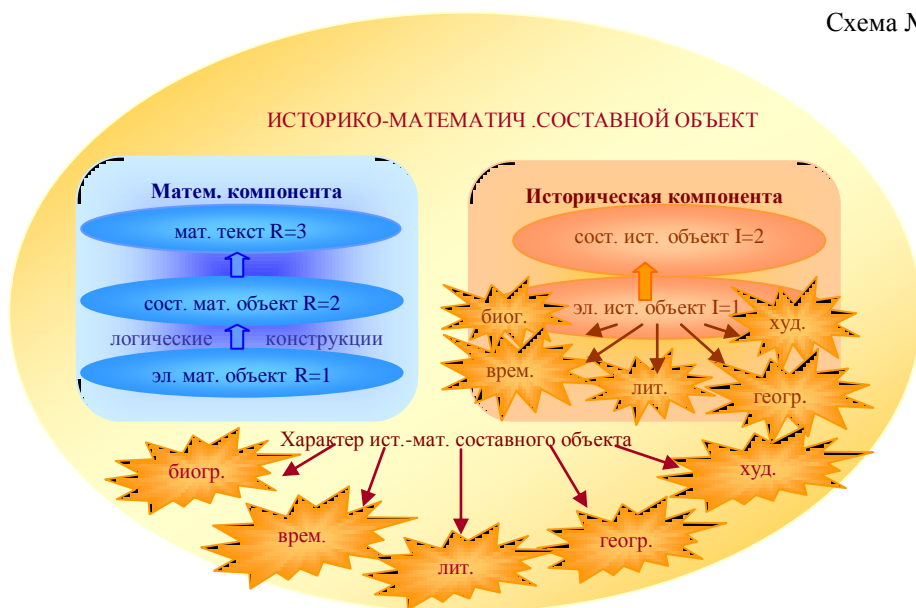 Схема №
ИСТОРИКО-МАТЕМАТИЧ .СОСТАВНОЙ ОБЪЕКТ
Матем. компонента
мат. текст R=3
сост. мат. объект R=2
логические конструкции
эл. мат. объект R=1
Историческая компонента
сост. ист. объект I=2
эл. ист. объект I=1
биог.
худ.
врем.
лит.
геогр.
Характер ист.-мат. составного объекта
биогр.
врем.
лит.
геогр.
худ.